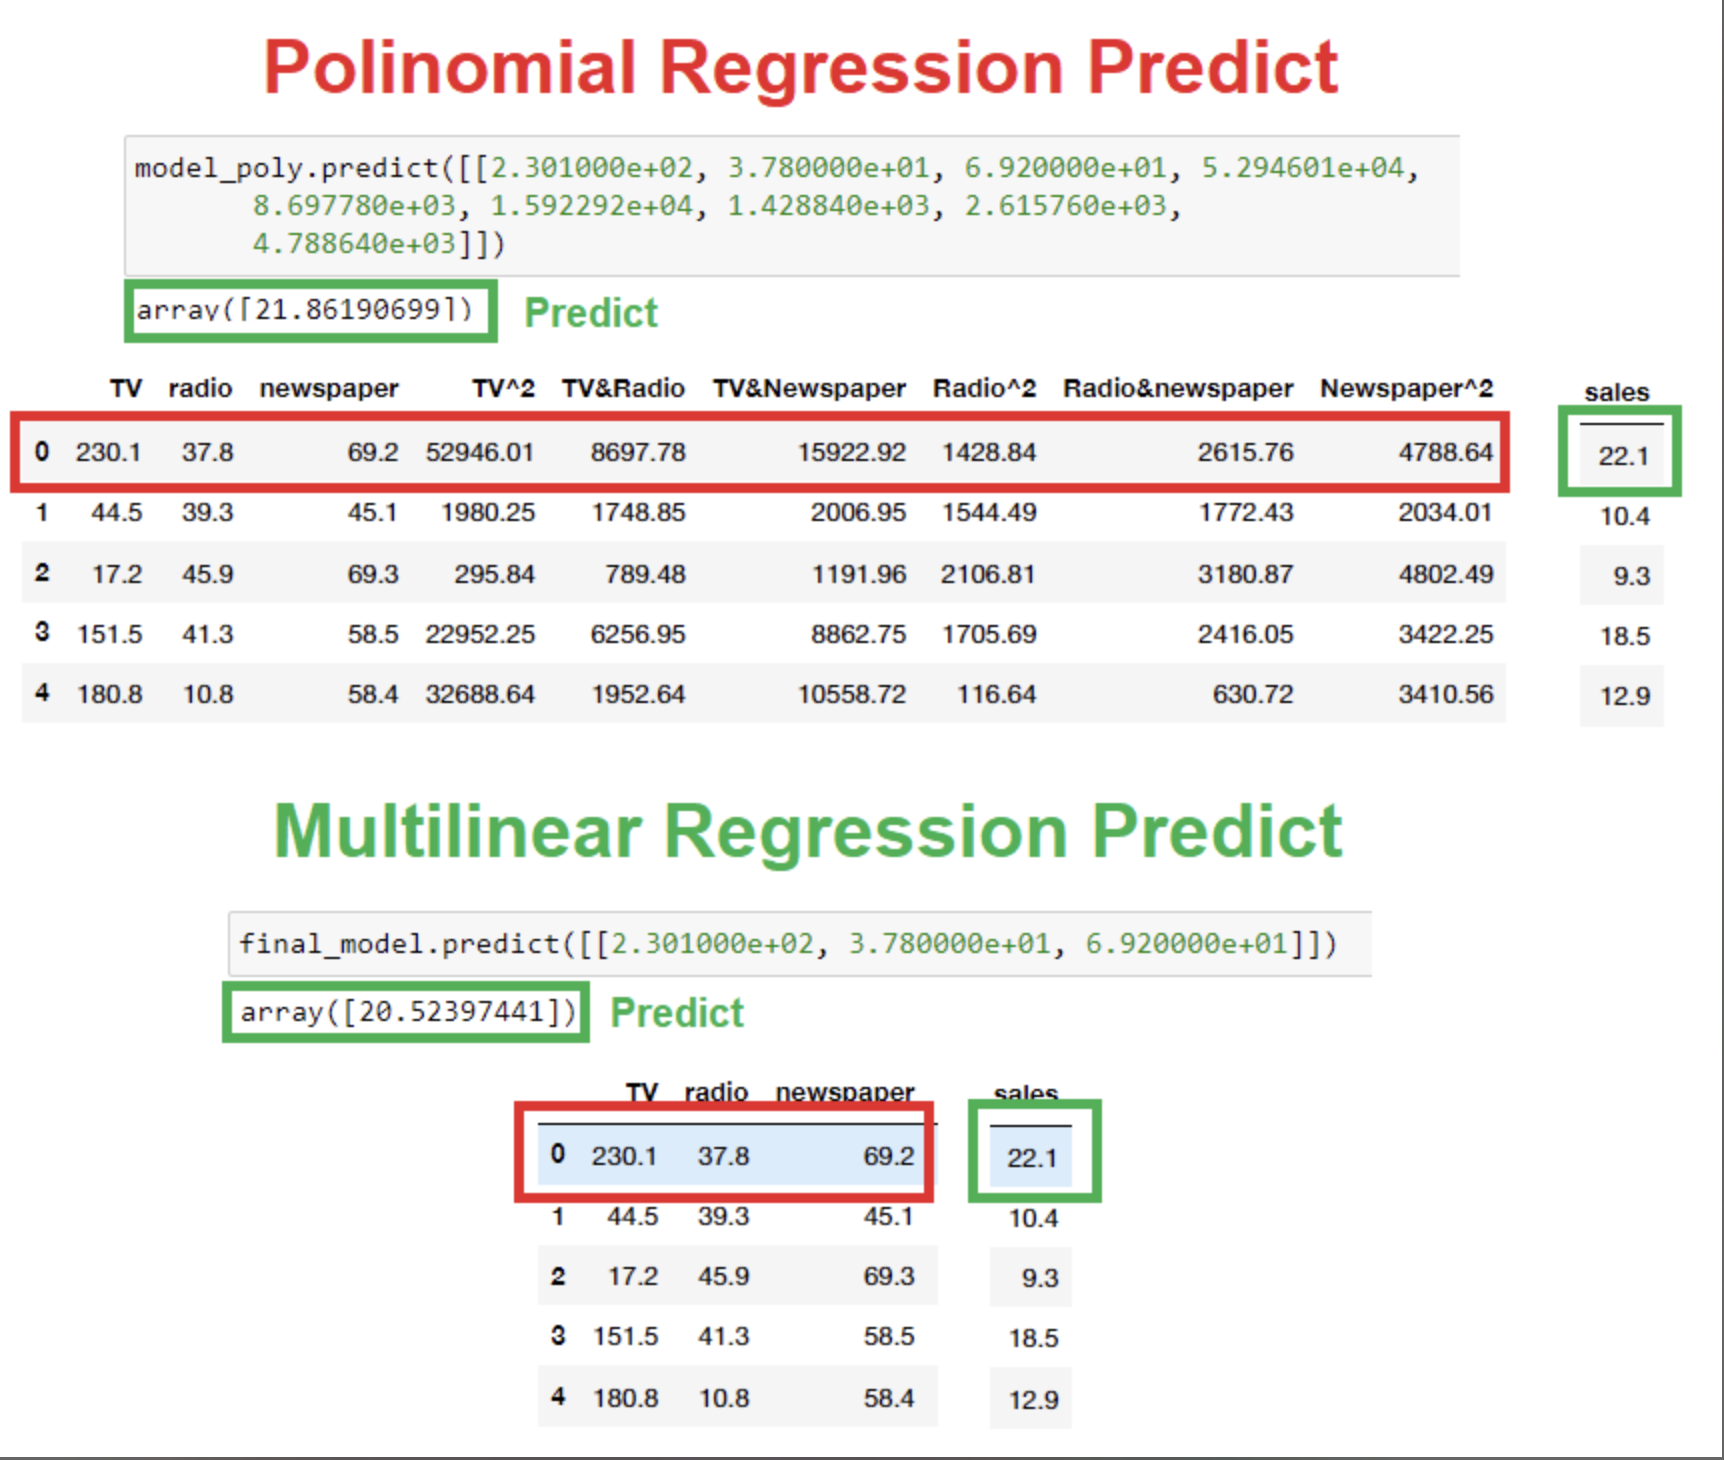 Polinomial Regression Predict
model_poly.predict([[2.301000e+02, 3.780000e+01, 6.920000e+01, 5.294601e+04,
8.697780e+03, 1.592292e+04, 1.428840e+03, 2.615760e+03,
4.788640e+03]])
array([21.86190699]) Predict
TV radio newspaper TV^2 TV&Radio TV&Newspaper Radio^2 Radio&newspaper Newspaper^2 sales
0 230.1 37.8 69.2 52946.01 8697.78 15922.92 1428.84 2615.76 4788.64 22.1
1 44.5 39.3 45.1 1980.25 1748.85 2006.95 1544.49 1772.43 2034.01 10.4
2 17.2 45.9 69.3 295.84 789.48 1191.96 2106.81 3180.87 4802.49 9.3
3 151.5 41.3 58.5 22952.25 6256.95 8862.75 1705.69 2416.05 3422.25 18.5
4 180.8 10.8 58.4 32688.64 1952.64 10558.72 116.64 630.72 3410.56 12.9
Multilinear Regression Predict
final_model.predict([[2.301000e+02, 3.780000e+01, 6.920000e+01]])
array([20.52397441]) Predict
TV radio newspaper sales
0 230.1 37.8 69.2 22.1
1 44.5 39.3 45.1 10.4
2 17.2 45.9 69.3 9.3
3 151.5 41.3 58.5 18.5
4 180.8 10.8 58.4 12.9